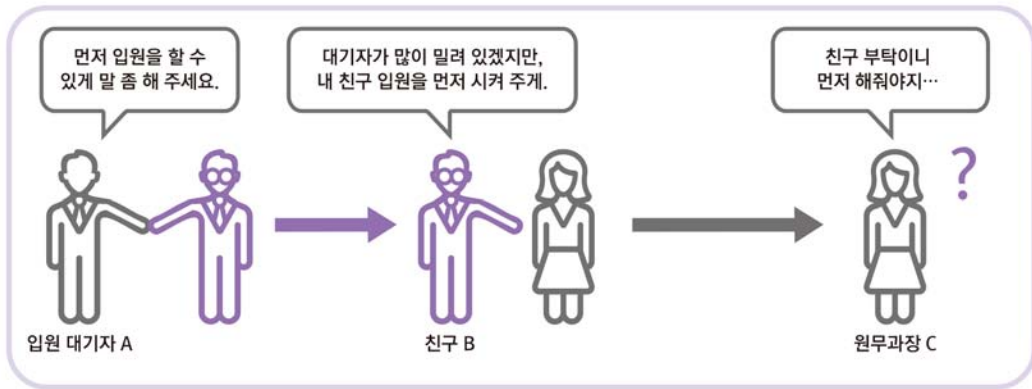 먼저 입원을 할 수
있게 말 좀 해 주세요.
대기자가 많이 밀려 있겠지만,
내 친구 입원을 먼저 시켜 주게.
친구 부탁이니
먼저 해줘야지…
?
입원 대기자 A
친구 B
원무과장 C